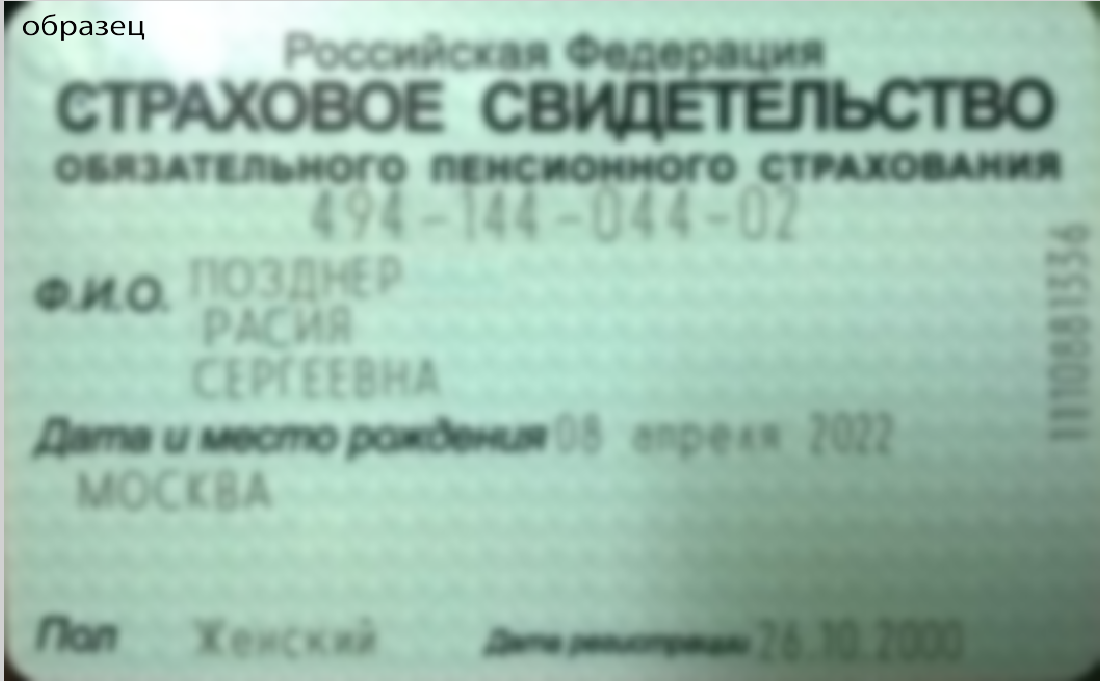 образец
Российская Федерация
СТРАХОВОЕ СВИДЕТЕЛЬСТВО
ОБЯЗАТЕЛЬНОГО ПЕНСИОННОГО СТРАХОВАНИЯ
494-144-044-02
Ф.И.О. ПОЗДНЕР
РАСИЯ
СЕРГЕЕВНА
Дата и место рождения 08 апреля 2022
МОСКВА
Пол Женский Дата регистрации 26.10.2000
11108813336